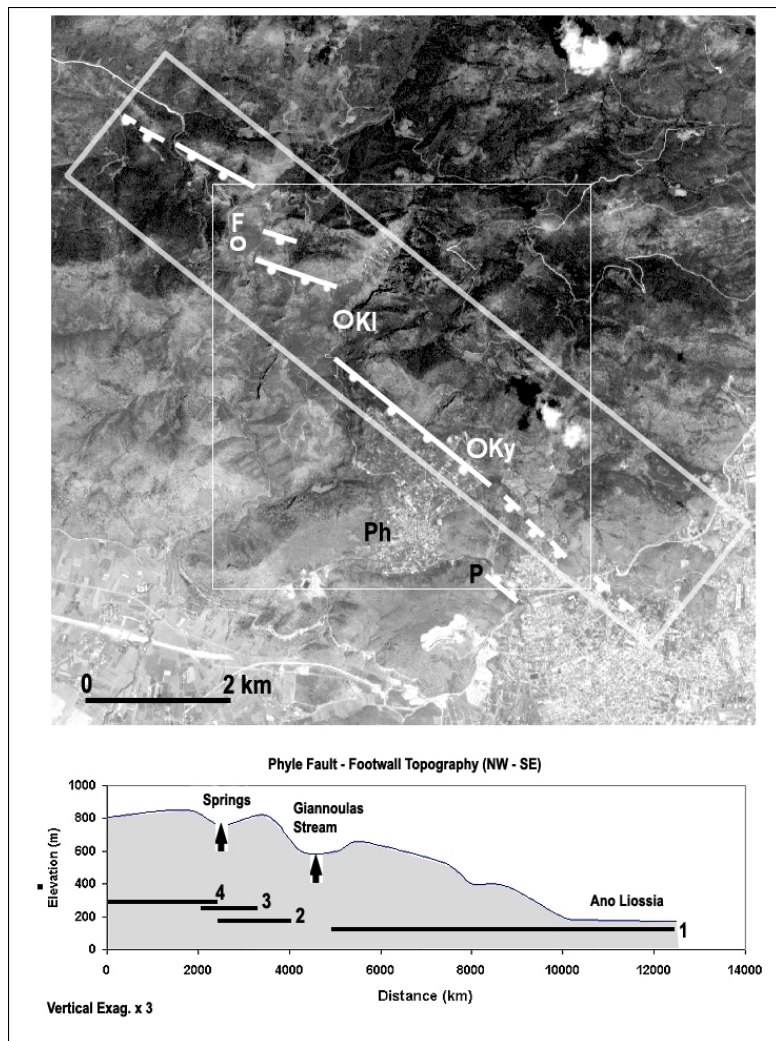 F
Kl
Ky
Ph
P
0 2 km
Phyle Fault - Footwall Topography (NW - SE)
1000
800
600
400
200
0
Elevation (m)
Springs
Giannoulas
Stream
Ano Liossia
4
3
2
1
0 2000 4000 6000 8000 10000 12000 14000
Distance (km)
Vertical Exag. x 3